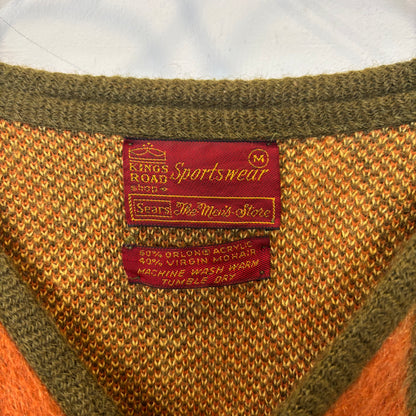 KINGS ROAD shop Sportswear M
Sears The Men's Store
60% ORLON® ACRYLIC
40% VIRGIN MOHAIR
MACHINE WASH WARM
TUMBLE DRY